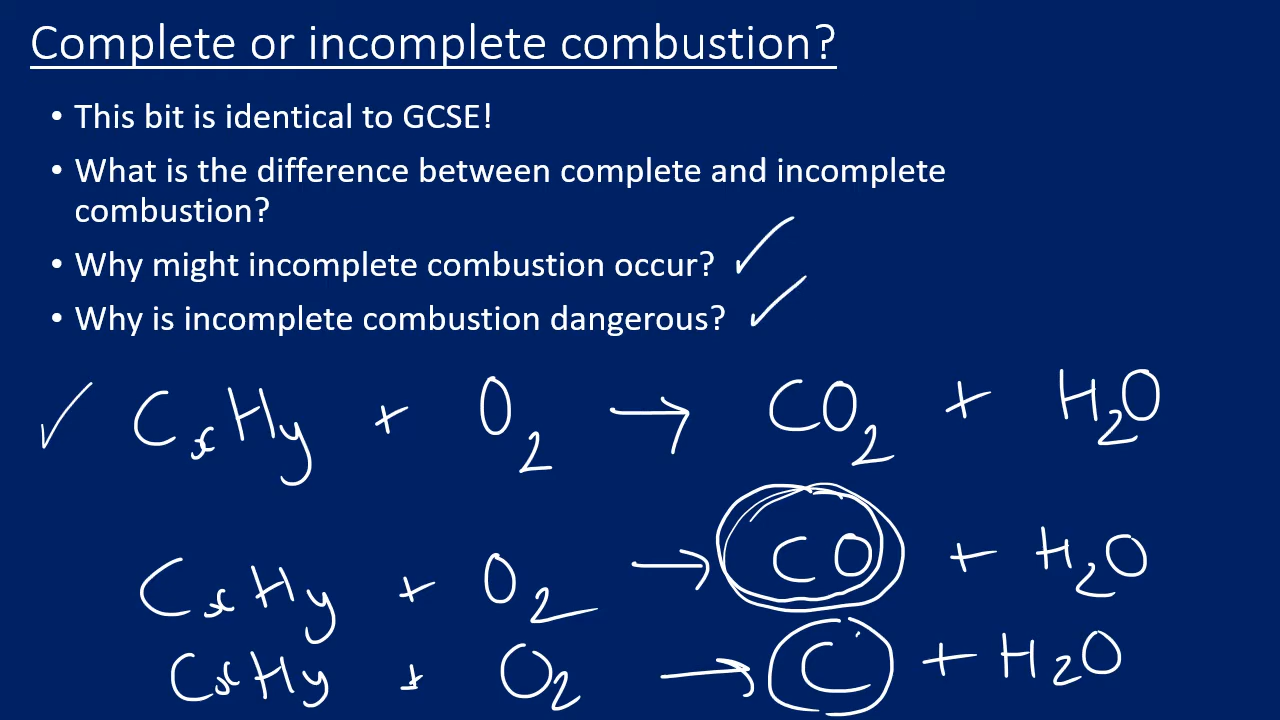 Complete or incomplete combustion?
• This bit is identical to GCSE!
• What is the difference between complete and incomplete
combustion?
• Why might incomplete combustion occur? ✓
• Why is incomplete combustion dangerous? ✓
✓ CxHy + O2 → CO2 + H2O
CxHy + O2 → CO + H2O
CxHy + O2 → C + H2O